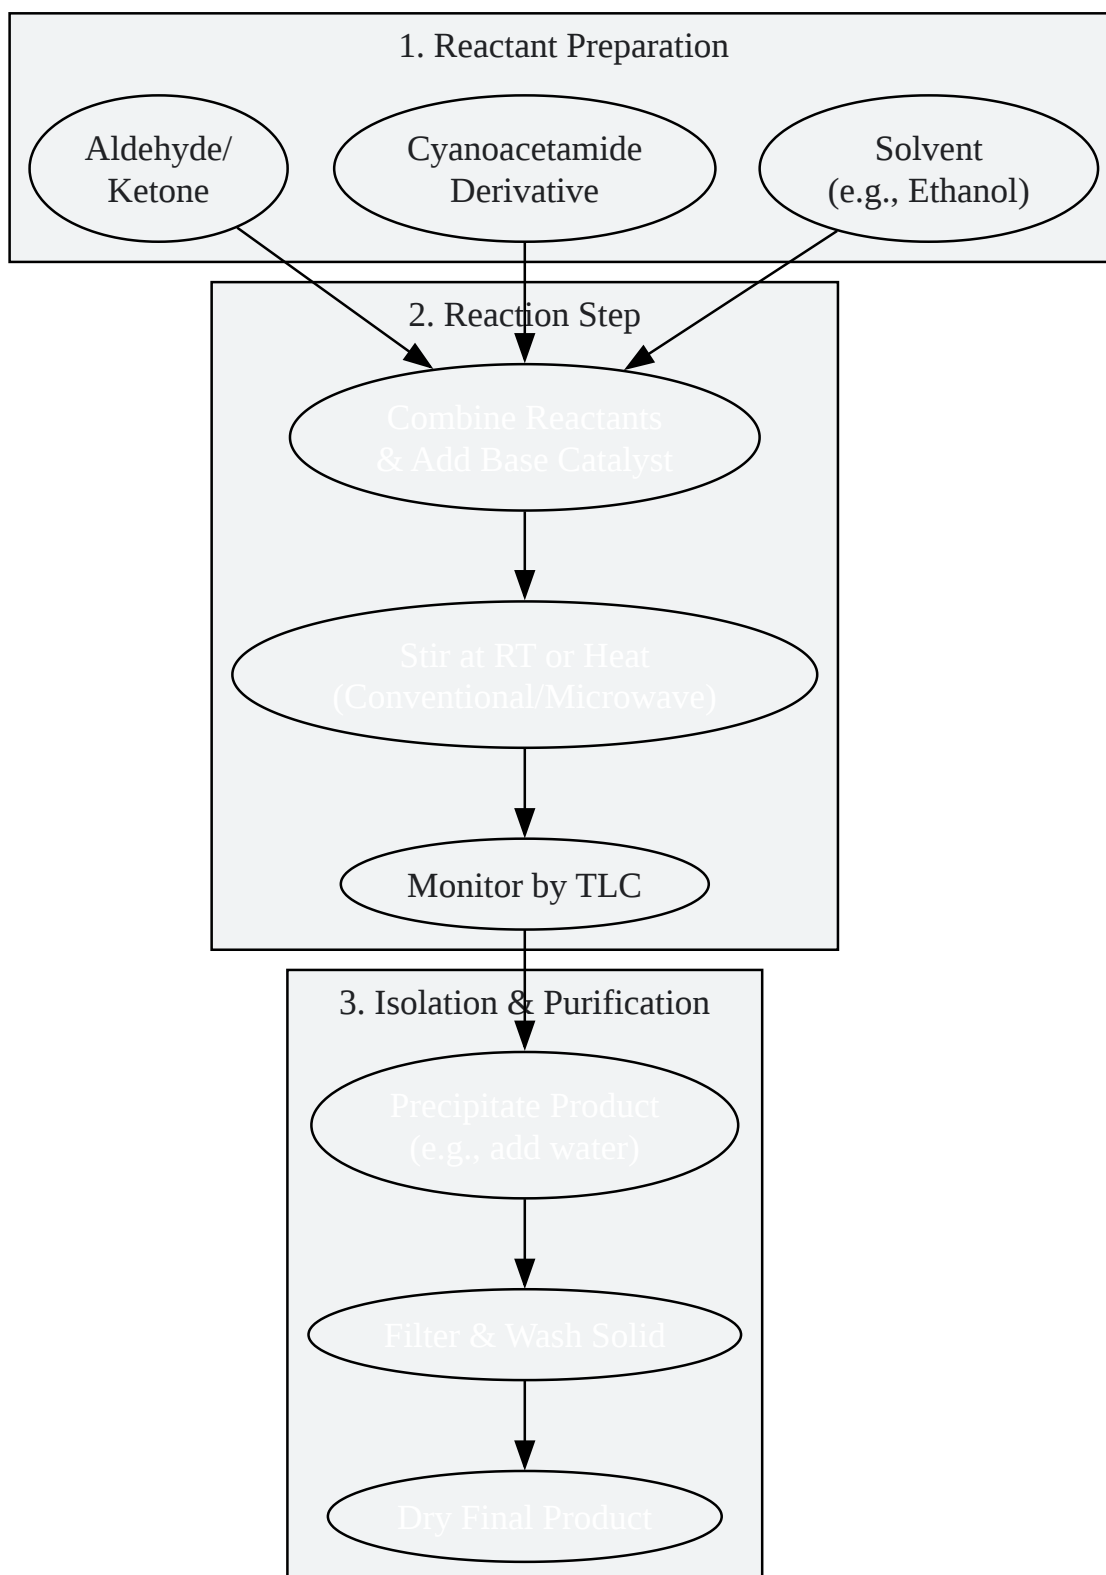 1. Reactant Preparation
Aldehyde/
Ketone
Cyanoacetamide
Derivative
Solvent
(e.g., Ethanol)
2. Reaction Step
Combine Reactants
& Add Base Catalyst
Stir at RT or Heat
(Conventional/Microwave)
Monitor by TLC
3. Isolation & Purification
Precipitate Product
(e.g., add water)
Filter & Wash Solid
Dry Final Product